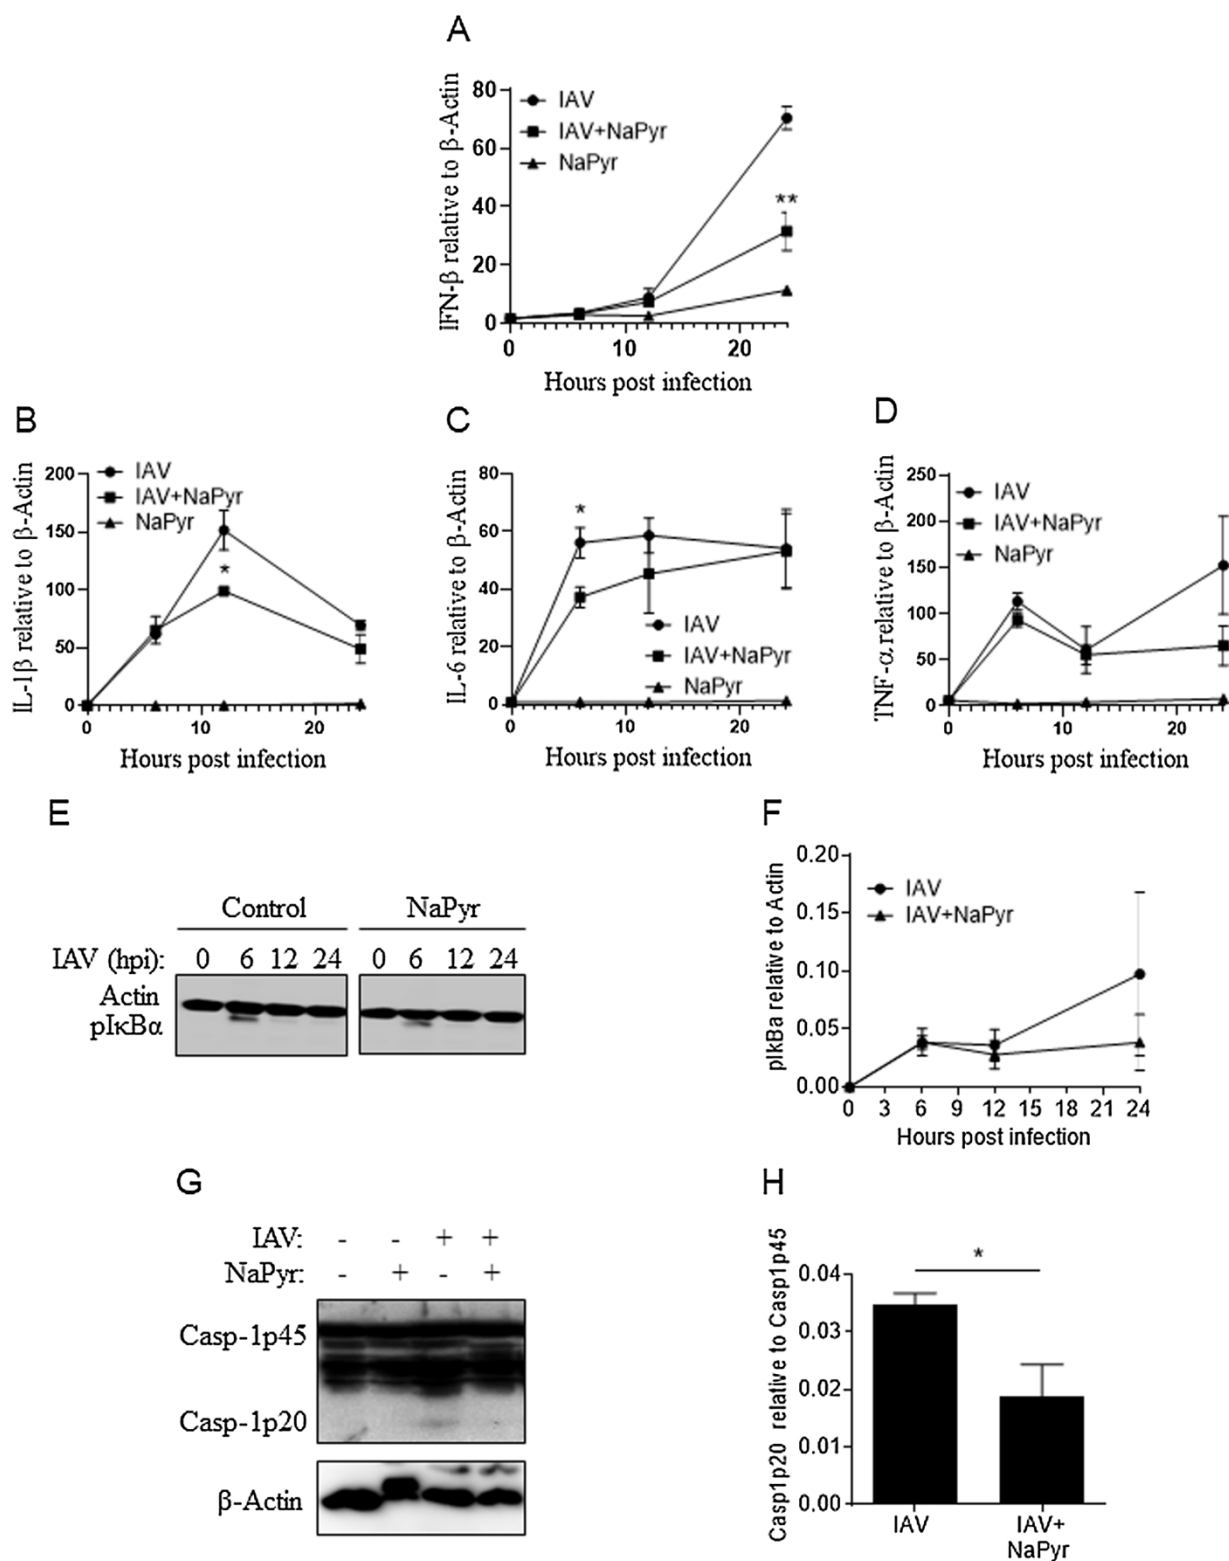 A
IFN-β relative to β-Actin
80
60
40
20
0
IAV
IAV+NaPyr
NaPyr
**
0 10 20
Hours post infection
B
IL-1β relative to β-Actin
200
150
100
50
0
IAV
IAV+NaPyr
NaPyr
*
0 10 20
Hours post infection
C
IL-6 relative to β-Actin
80
60
40
20
0
*
IAV
IAV+NaPyr
NaPyr
0 10 20
Hours post infection
D
TNF-α relative to β-Actin
250
200
150
100
50
0
IAV
IAV+NaPyr
NaPyr
0 10 20
Hours post infection
E
Control NaPyr
IAV (hpi): 0 6 12 24 0 6 12 24
Actin
pIκBα
F
pIkBa relative to Actin
0.20
0.15
0.10
0.05
0.00
IAV
IAV+NaPyr
0 3 6 9 12 15 18 21 24
Hours post infection
G
IAV: - - + +
NaPyr: - + - +
Casp-1p45
Casp-1p20
β-Actin
H
Casp1p20 relative to Casp1p45
0.04
0.03
0.02
0.01
0.00
*
IAV IAV+
NaPyr